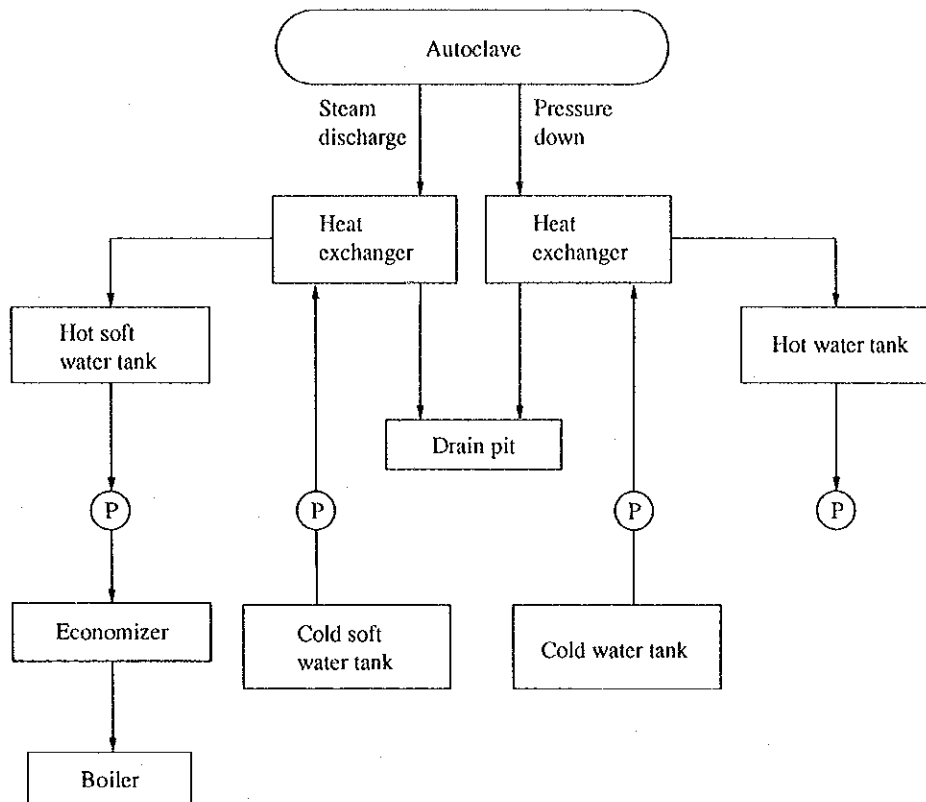 Autoclave
Steam
discharge
Pressure
down
Heat
exchanger
Heat
exchanger
Hot soft
water tank
Hot water tank
Drain pit
P
P
P
P
Economizer
Cold soft
water tank
Cold water tank
Boiler